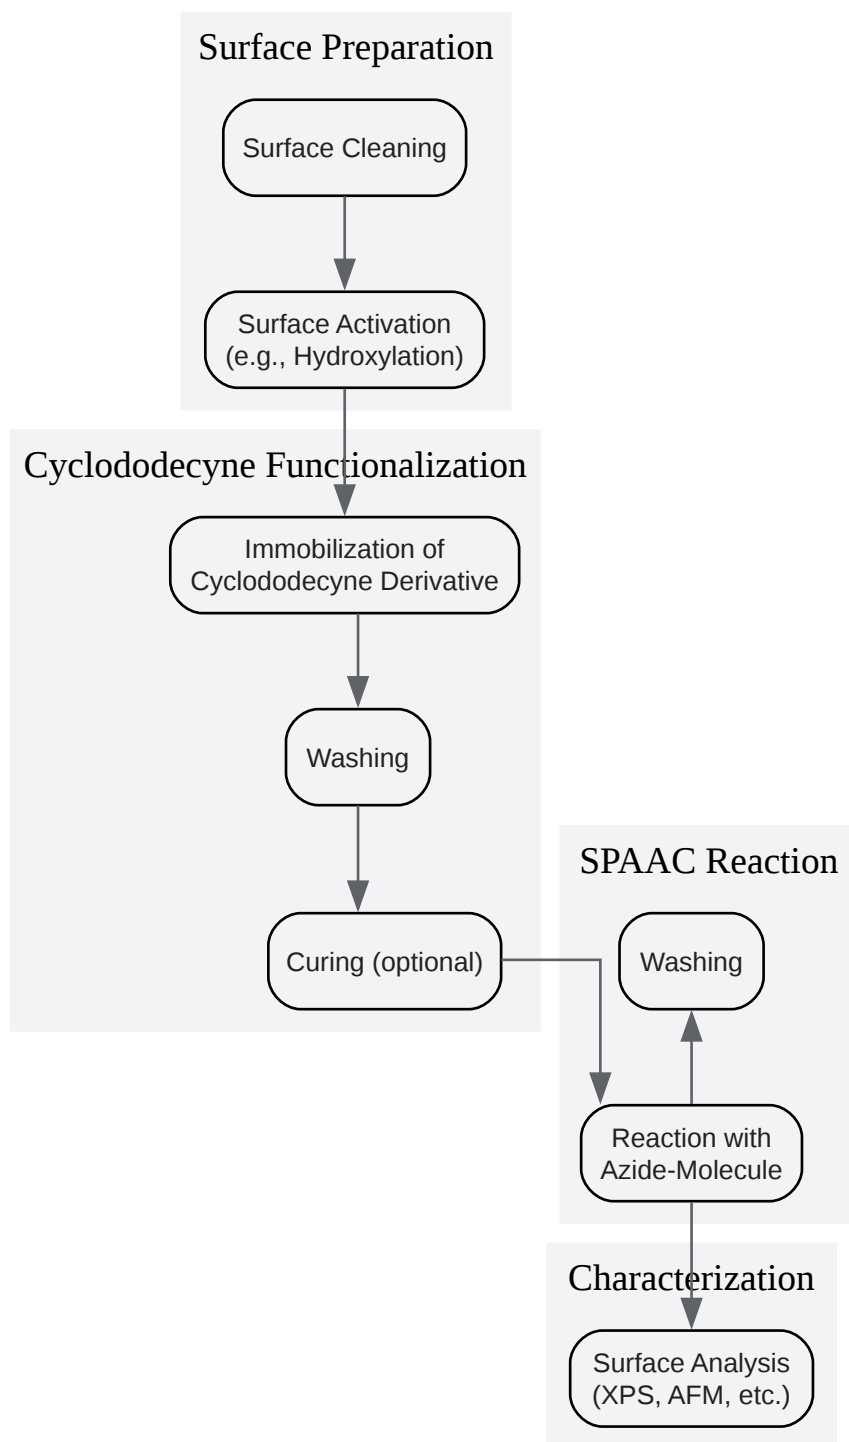 Surface Preparation
Surface Cleaning
Surface Activation
(e.g., Hydroxylation)
Cyclododecyne Functionalization
Immobilization of
Cyclododecyne Derivative
Washing
Curing (optional)
SPAAC Reaction
Washing
Reaction with
Azide-Molecule
Characterization
Surface Analysis
(XPS, AFM, etc.)